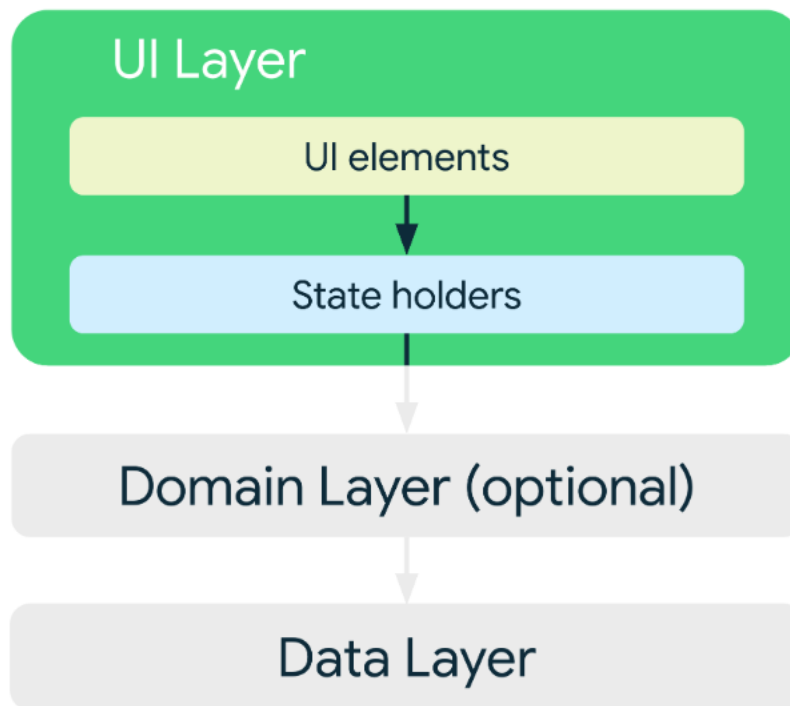 UI Layer
UI elements
State holders
Domain Layer (optional)
Data Layer